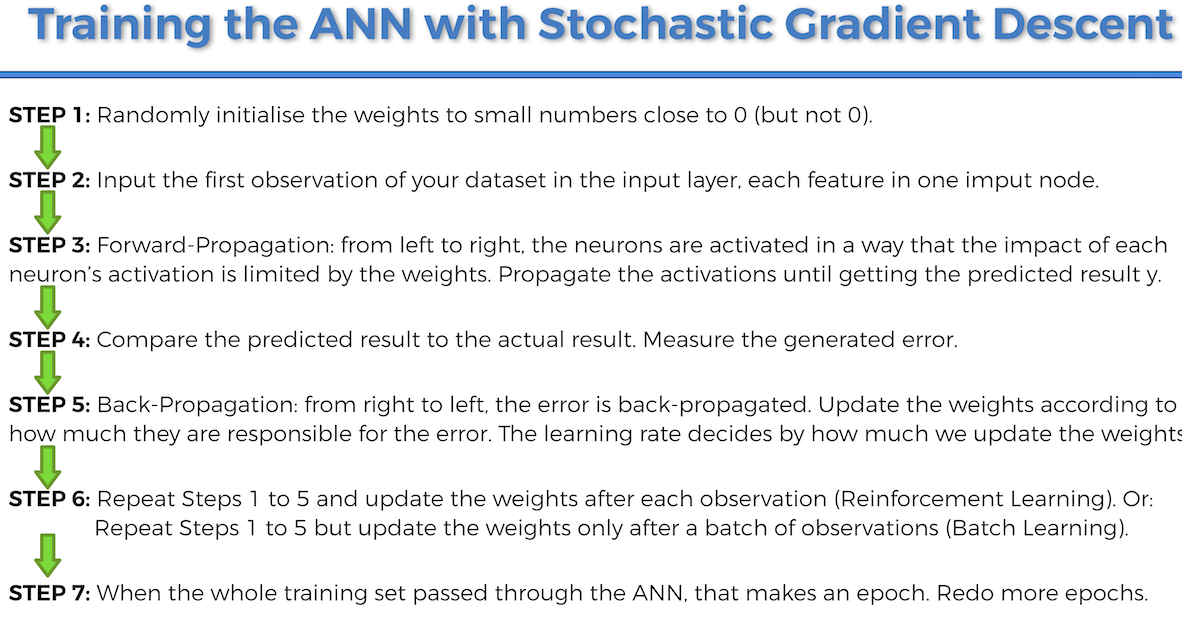 Training the ANN with Stochastic Gradient Descent
STEP 1: Randomly initialise the weights to small numbers close to 0 (but not 0).
STEP 2: Input the first observation of your dataset in the input layer, each feature in one imput node.
STEP 3: Forward-Propagation: from left to right, the neurons are activated in a way that the impact of each
neuron's activation is limited by the weights. Propagate the activations until getting the predicted result y.
STEP 4: Compare the predicted result to the actual result. Measure the generated error.
STEP 5: Back-Propagation: from right to left, the error is back-propagated. Update the weights according to
how much they are responsible for the error. The learning rate decides by how much we update the weights
STEP 6: Repeat Steps 1 to 5 and update the weights after each observation (Reinforcement Learning). Or:
Repeat Steps 1 to 5 but update the weights only after a batch of observations (Batch Learning).
STEP 7: When the whole training set passed through the ANN, that makes an epoch. Redo more epochs.